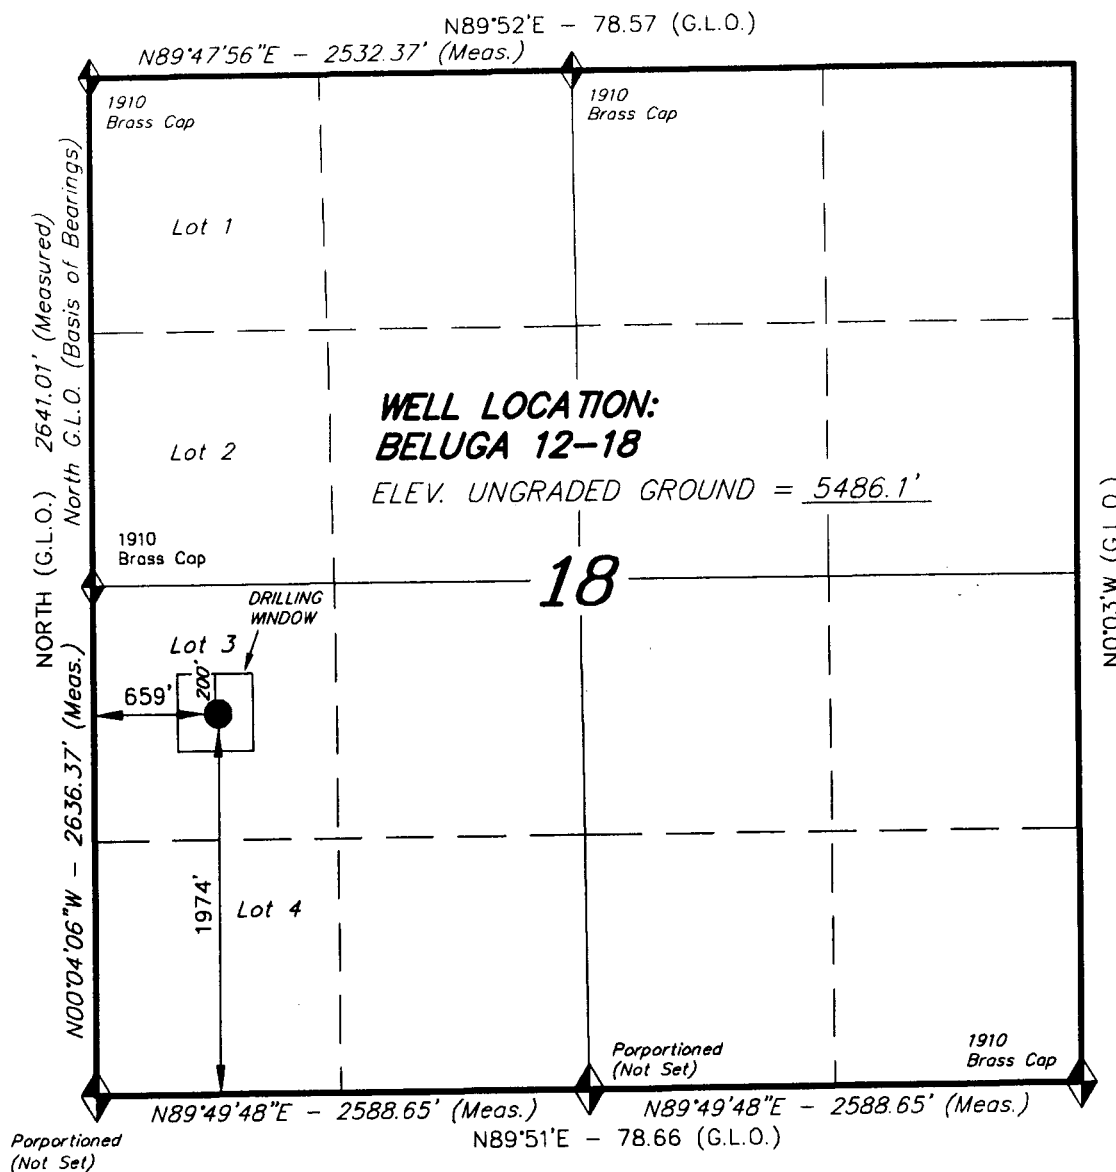 N89°52'E - 78.57 (G.L.O.)
N89°47'56"E - 2532.37' (Meas.)
1910
Brass Cap
1910
Brass Cap
Lot 1
NORTH (G.L.O.) 2641.01' (Measured)
North G.L.O. (Basis of Bearings)
WELL LOCATION:
BELUGA 12-18
ELEV. UNGRADED GROUND = 5486.1'
Lot 2
1910
Brass Cap
18
N0°03'W (G.L.O.)
DRILLING
WINDOW
Lot 3
200'
659'
N00°04'06"W - 2636.37' (Meas.)
1974'
Lot 4
Porportioned
(Not Set)
1910
Brass Cap
N89°49'48"E - 2588.65' (Meas.)
N89°49'48"E - 2588.65' (Meas.)
N89°51'E - 78.66 (G.L.O.)
Porportioned
(Not Set)